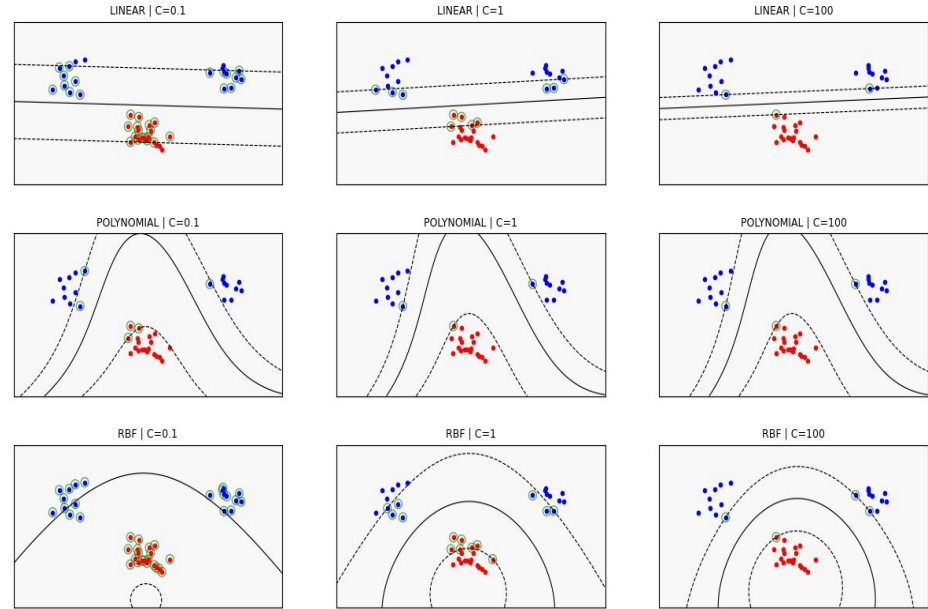 LINEAR | C=0.1
LINEAR | C=1
LINEAR | C=100
POLYNOMIAL | C=0.1
POLYNOMIAL | C=1
POLYNOMIAL | C=100
RBF | C=0.1
RBF | C=1
RBF | C=100